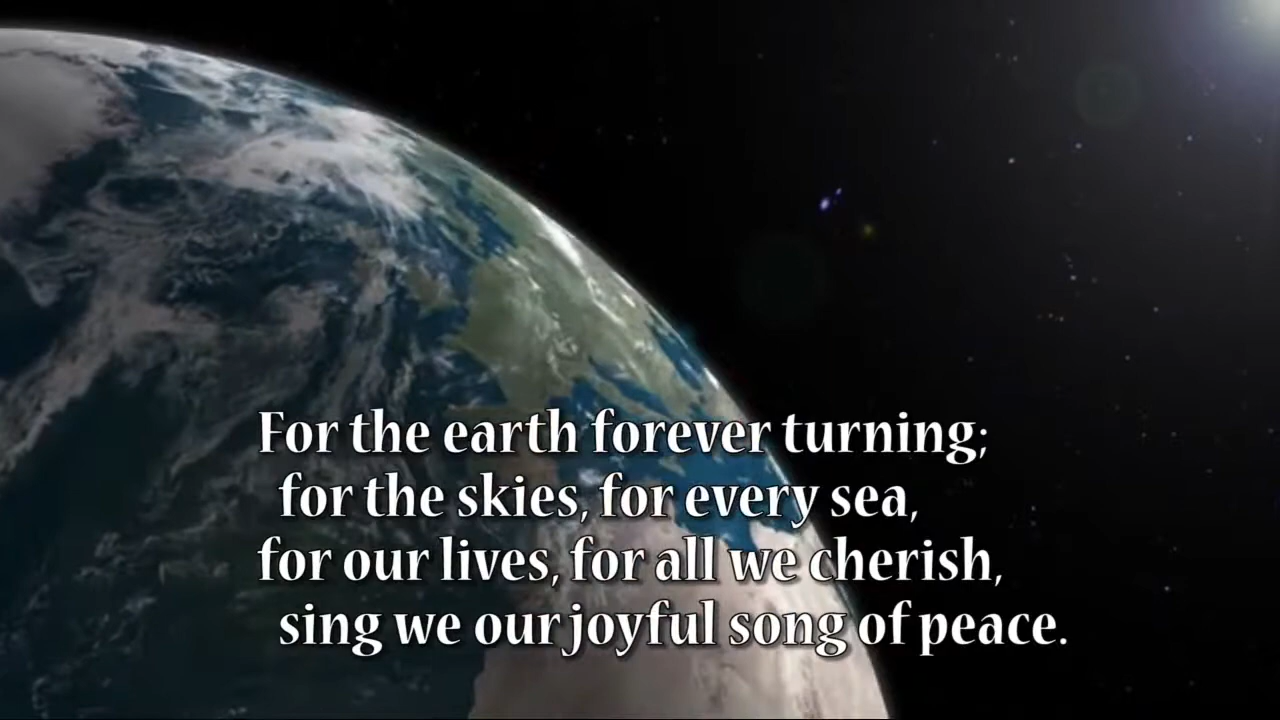 For the earth forever turning;
for the skies, for every sea,
for our lives, for all we cherish,
sing we our joyful song of peace.